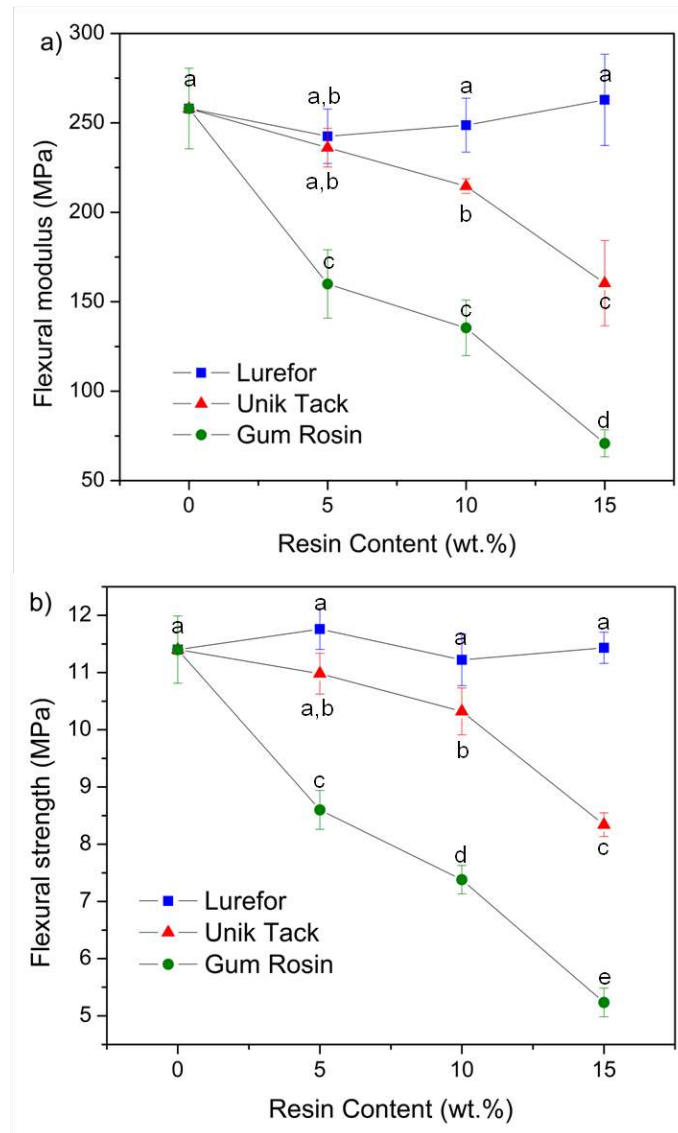 a)
Flexural modulus (MPa)
300
250
200
150
100
50
a
a,b
a
a
a,b
b
c
c
c
d
Lurefor
Unik Tack
Gum Rosin
0 5 10 15
Resin Content (wt.%)
b)
Flexural strength (MPa)
12
11
10
9
8
7
6
5
a
a
a
a
a,b
b
c
c
d
e
Lurefor
Unik Tack
Gum Rosin
0 5 10 15
Resin Content (wt.%)